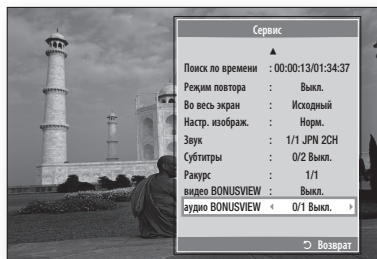 Сервис
▲
Поиск по времени : 00:00:13/01:34:37
Режим повтора : Выкл.
Во весь экран : Исходный
Настр. изображ. : Норм.
Звук : 1/1 JPN 2CH
Субтитры : 0/2 Выкл.
Ракурс : 1/1
видео BONUSVIEW : Выкл.
аудио BONUSVIEW ◀ 0/1 Выкл. ▶
Возврат